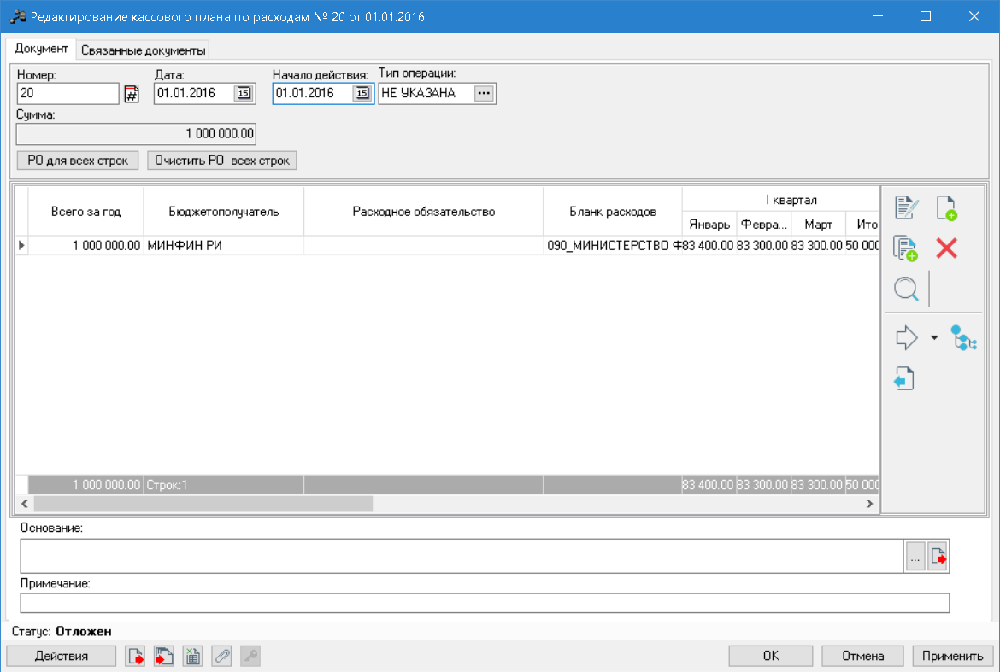 Редактирование кассового плана по расходам № 20 от 01.01.2016
Документ Связанные документы
Номер: Дата: Начало действия: Тип операции:
20 # 01.01.2016 15 01.01.2016 15 НЕ УКАЗАНА ...
Сумма:
1 000 000.00
РО для всех строк Очистить РО всех строк
Всего за год Бюджетополучатель Расходное обязательство Бланк расходов I квартал
Январь Февра... Март Ито
1 000 000.00 МИНФИН РИ 090_МИНИСТЕРСТВО Ф 83 400.00 83 300.00 83 300.00 50 000
1 000 000.00 Строк:1 83 400.00 83 300.00 83 300.00 50 000
Основание:
...
Примечание:
Статус: Отложен
Действия OK Отмена Применить